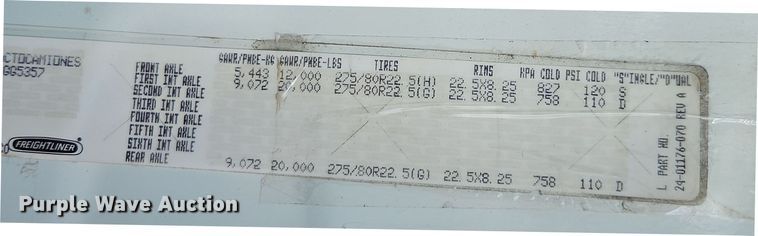 CTOCAMIONES
GG5357
GAWR/PNBE-KG GAWR/PNBE-LBS TIRES RIMS KPA COLD PSI COLD "S"INGLE/"D"UAL
FRONT AXLE 5,443 12,000 275/80R22.5(H) 22.5X8.25 827 120 S
FIRST INT AXLE 9,072 20,000 275/80R22.5(G) 22.5X8.25 758 110 D
SECOND INT AXLE
THIRD INT AXLE
FOURTH INT AXLE
FIFTH INT AXLE
SIXTH INT AXLE
REAR AXLE 9,072 20,000 275/80R22.5(G) 22.5X8.25 758 110 D
FREIGHTLINER
L PART NO.
24-01176-070 REV A
Purple Wave Auction